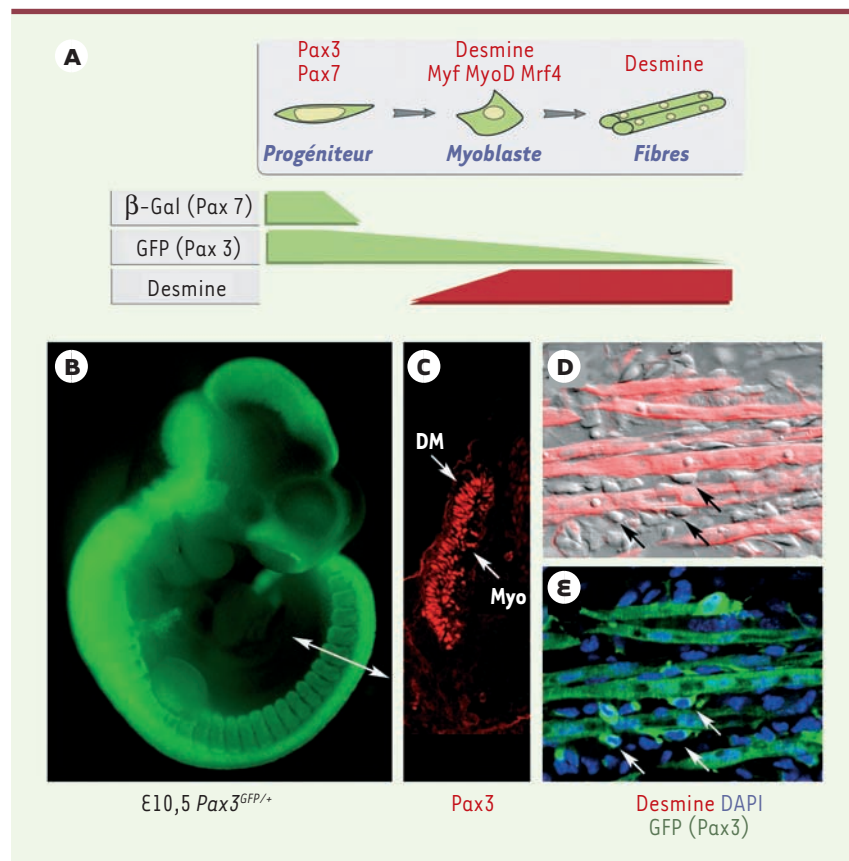 A
Pax3
Pax7
Desmine
Myf MyoD Mrf4
Desmine
Progéniteur
Myoblaste
Fibres
β-Gal (Pax 7)
GFP (Pax 3)
Desmine
B
C
DM
Myo
D
E
E10,5 Pax3GFP/+
Pax3
Desmine DAPI
GFP (Pax3)